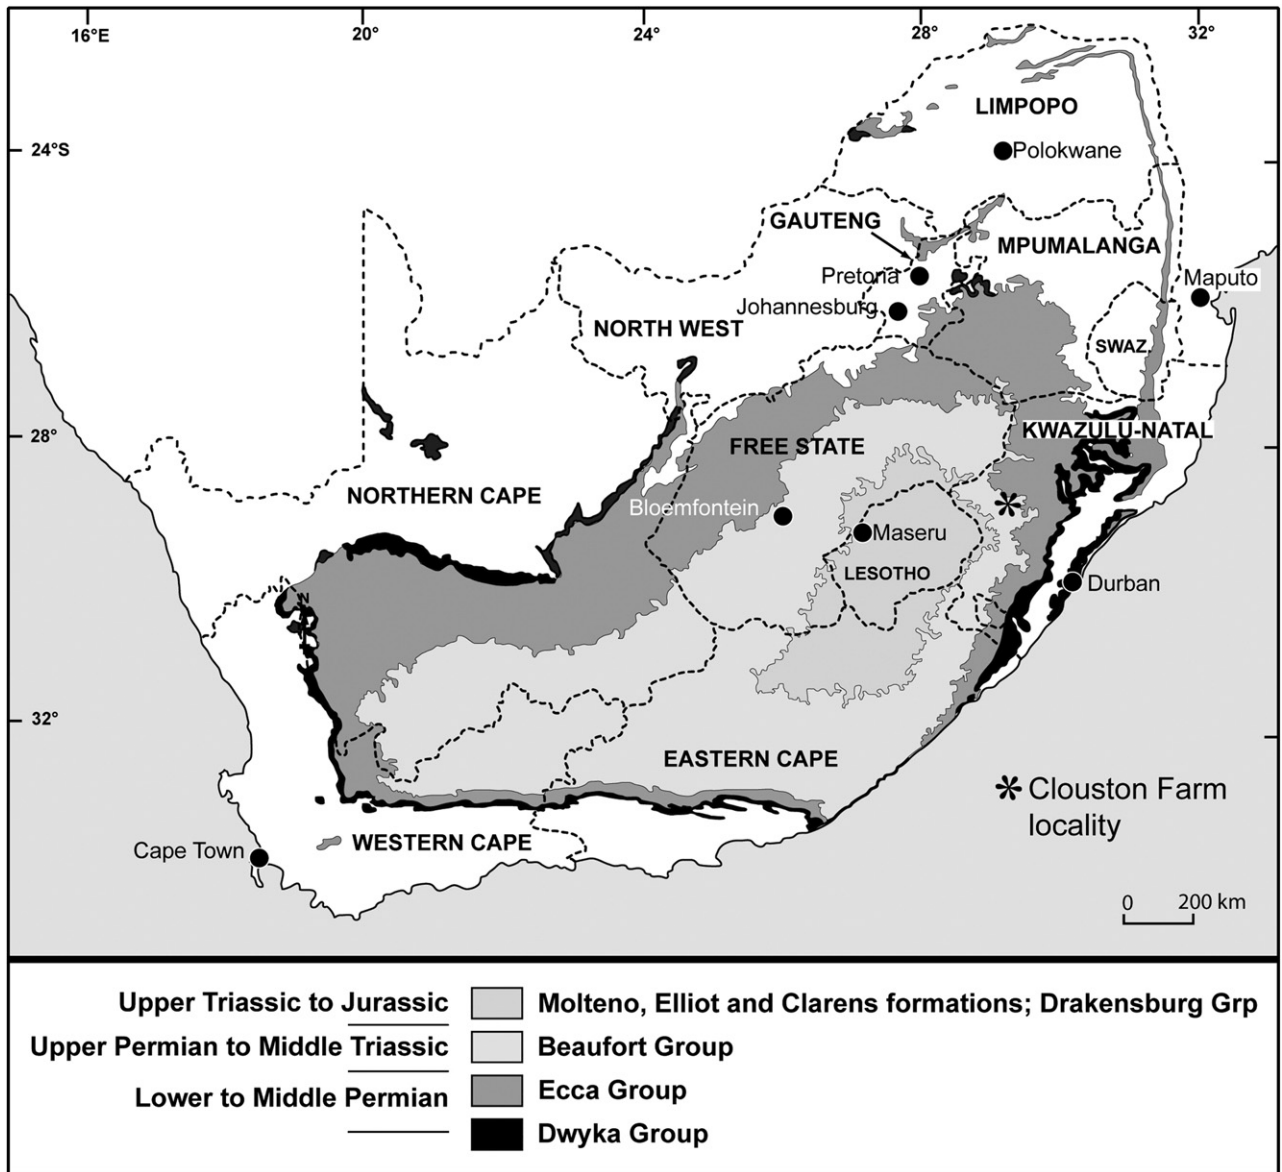 16°E 20° 24° 28° 32°
LIMPOPO
24°S
Polokwane
GAUTENG
MPUMALANGA
Pretoria
Maputo
Johannesburg
NORTH WEST
SWAZ.
28°
KWAZULU-NATAL
FREE STATE
NORTHERN CAPE
Bloemfontein
*
Maseru
LESOTHO
Durban
32°
EASTERN CAPE
* Clouston Farm
locality
WESTERN CAPE
Cape Town
0 200 km
Upper Triassic to Jurassic Molteno, Elliot and Clarens formations; Drakensburg Grp
Upper Permian to Middle Triassic Beaufort Group
Lower to Middle Permian Ecca Group
Dwyka Group